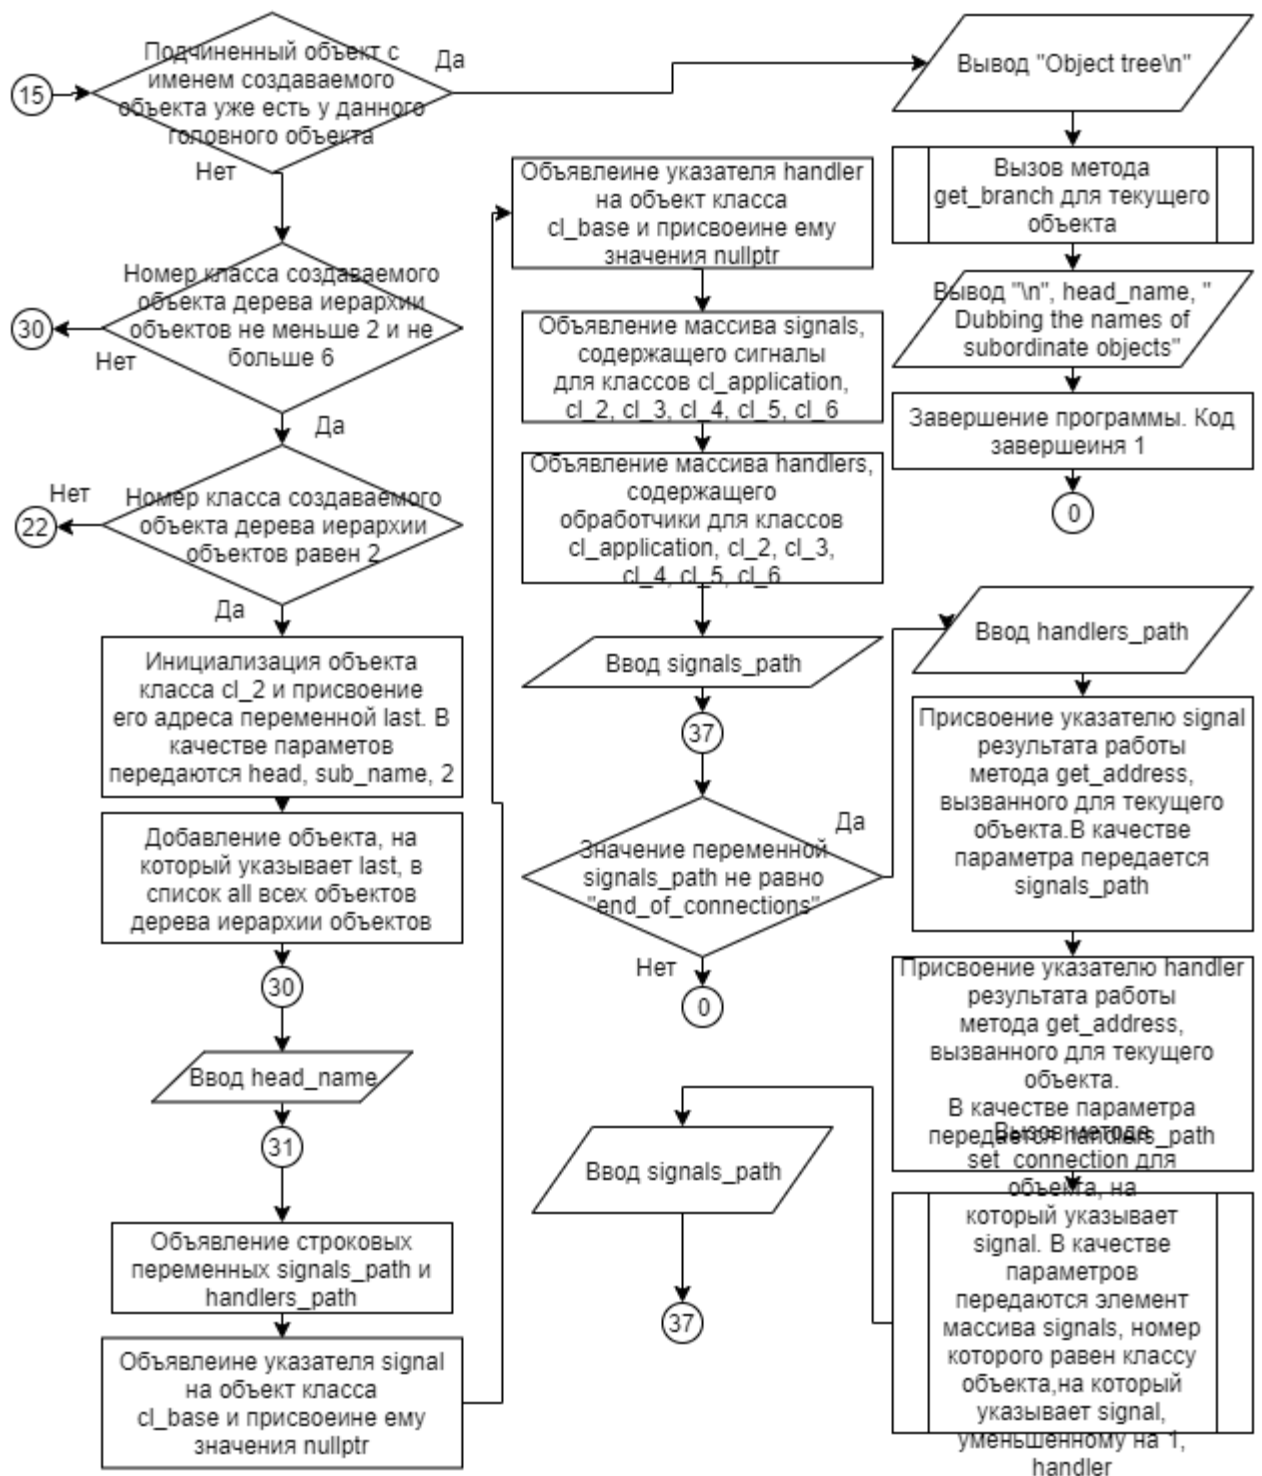 15
Подчиненный объект с
именем создаваемого
объекта уже есть у данного
головного объекта
Да
Нет
Номер класса создаваемого
объекта дерева иерархии
объектов не меньше 2 и не
больше 6
30
Нет
Да
Номер класса создаваемого
объекта дерева иерархии
объектов равен 2
Нет
22
Да
Инициализация объекта
класса cl_2 и присвоение
его адреса переменной last. В
качестве параметов
передаются head, sub_name, 2
Добавление объекта, на
который указывает last, в
список all всех объектов
дерева иерархии объектов
30
Ввод head_name
31
Объявление строковых
переменных signals_path и
handlers_path
Объявлеине указателя signal
на объект класса
cl_base и присвоеине ему
значения nullptr
Объявлеине указателя handler
на объект класса
cl_base и присвоеине ему
значения nullptr
Объявление массива signals,
содержащего сигналы
для классов cl_application,
cl_2, cl_3, cl_4, cl_5, cl_6
Объявление массива handlers,
содержащего
обработчики для классов
cl_application, cl_2, cl_3,
cl_4, cl_5, cl_6
Ввод signals_path
37
Значение переменной
signals_path не равно
"end_of_connections"
Да
Нет
0
Ввод signals_path
37
Вывод "Object tree\n"
Вызов метода
get_branch для текущего
объекта
Вывод "\n", head_name, "
Dubbing the names of
subordinate objects"
Завершение программы. Код
завершеиня 1
0
Ввод handlers_path
Присвоение указателю signal
результата работы
метода get_address,
вызванного для текущего
объекта.В качестве
параметра передается
signals_path
Присвоение указателю handler
результата работы
метода get_address,
вызванного для текущего
объекта.
В качестве параметра
передается handlers_path
Вызов метода
set_connection для
объекта, на
который указывает
signal. В качестве
параметров
передаются элемент
массива signals, номер
которого равен классу
объекта,на который
указывает signal,
уменьшенному на 1,
handler